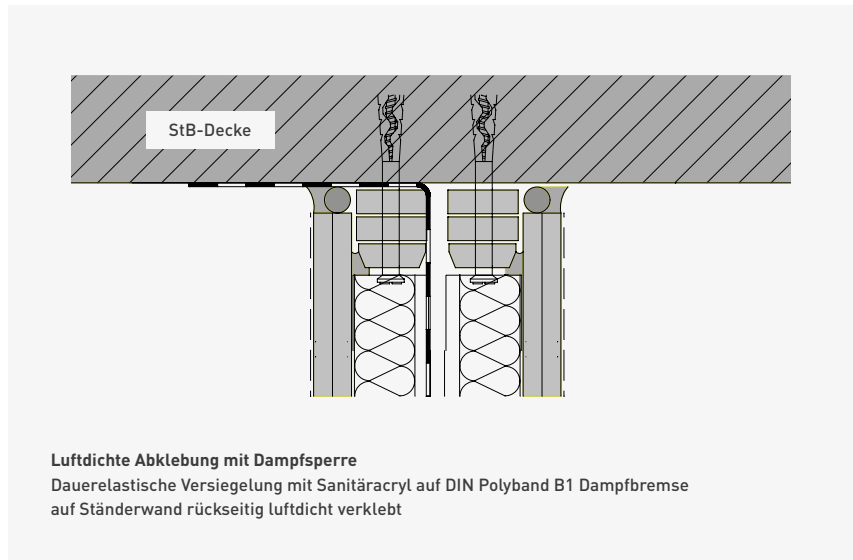 StB-Decke
Luftdichte Abklebung mit Dampfsperre
Dauerelastische Versiegelung mit Sanitäracryl auf DIN Polyband B1 Dampfbremse
auf Ständerwand rückseitig luftdicht verklebt